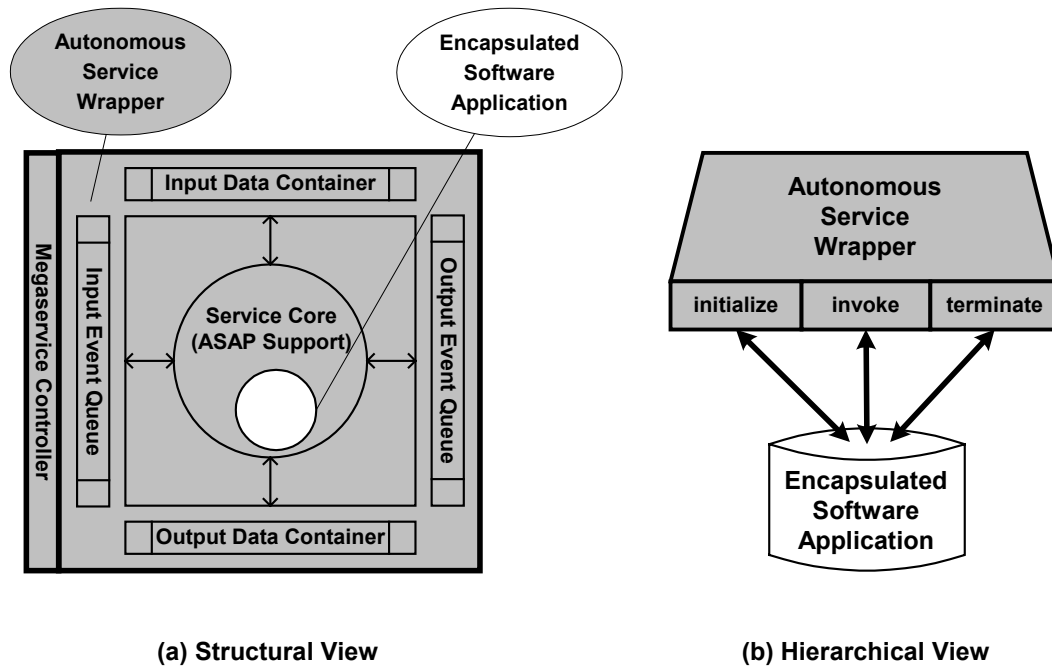 Autonomous
Service
Wrapper
Encapsulated
Software
Application
Megaservice Controller
Input Data Container
Input Event Queue
Service Core
(ASAP Support)
Output Event Queue
Output Data Container
(a) Structural View
Autonomous
Service
Wrapper
initialize
invoke
terminate
Encapsulated
Software
Application
(b) Hierarchical View